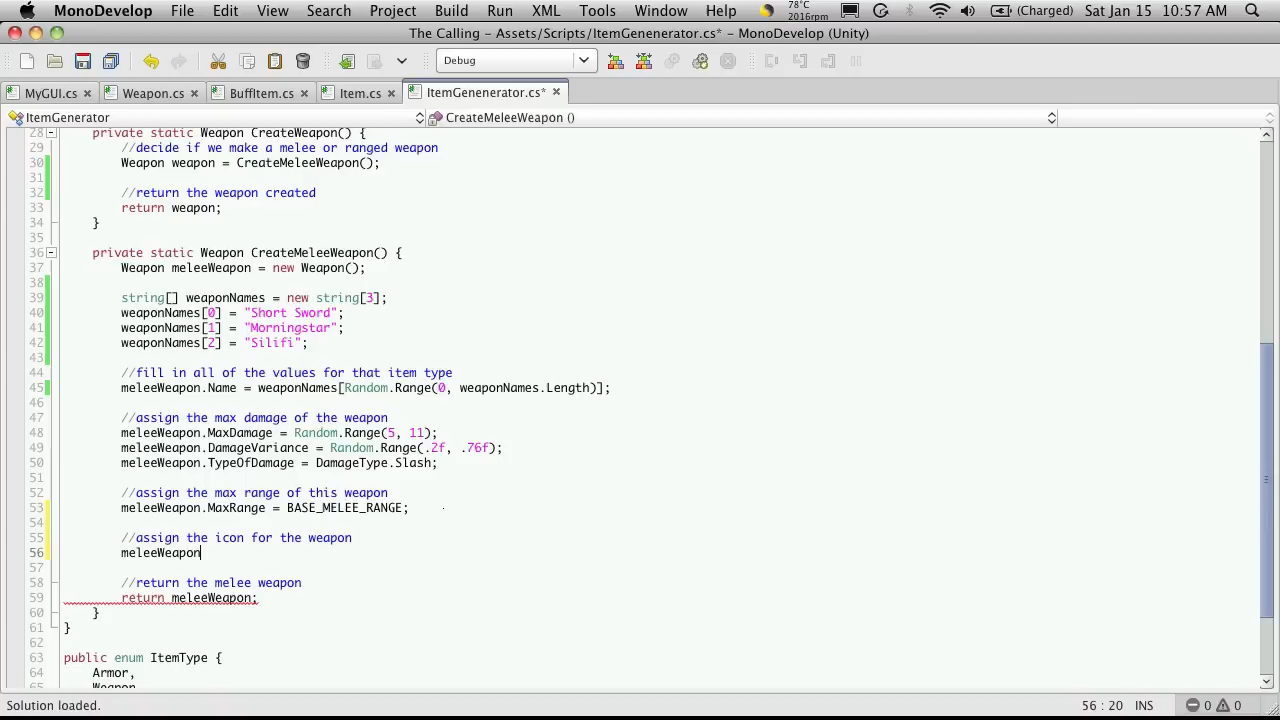 MonoDevelop File Edit View Search Project Build Run XML Tools Window Help 78°C 2016rpm (Charged) Sat Jan 15 10:57 AM
The Calling – Assets/Scripts/ItemGenenerator.cs* – MonoDevelop (Unity)
Debug
MyGUI.cs Weapon.cs BuffItem.cs Item.cs ItemGenenerator.cs*
ItemGenerator CreateMeleeWeapon ()
28 private static Weapon CreateWeapon() {
29 //decide if we make a melee or ranged weapon
30 Weapon weapon = CreateMeleeWeapon();
31
32 //return the weapon created
33 return weapon;
34 }
35
36 private static Weapon CreateMeleeWeapon() {
37 Weapon meleeWeapon = new Weapon();
38
39 string[] weaponNames = new string[3];
40 weaponNames[0] = "Short Sword";
41 weaponNames[1] = "Morningstar";
42 weaponNames[2] = "Silifi";
43
44 //fill in all of the values for that item type
45 meleeWeapon.Name = weaponNames[Random.Range(0, weaponNames.Length)];
46
47 //assign the max damage of the weapon
48 meleeWeapon.MaxDamage = Random.Range(5, 11);
49 meleeWeapon.DamageVariance = Random.Range(.2f, .76f);
50 meleeWeapon.TypeOfDamage = DamageType.Slash;
51
52 //assign the max range of this weapon
53 meleeWeapon.MaxRange = BASE_MELEE_RANGE;
54
55 //assign the icon for the weapon
56 meleeWeapon
57
58 //return the melee weapon
59 return meleeWeapon;
60 }
61 }
62
63 public enum ItemType {
64 Armor,
65 Weapon
Solution loaded. 56 : 20 INS 0 0